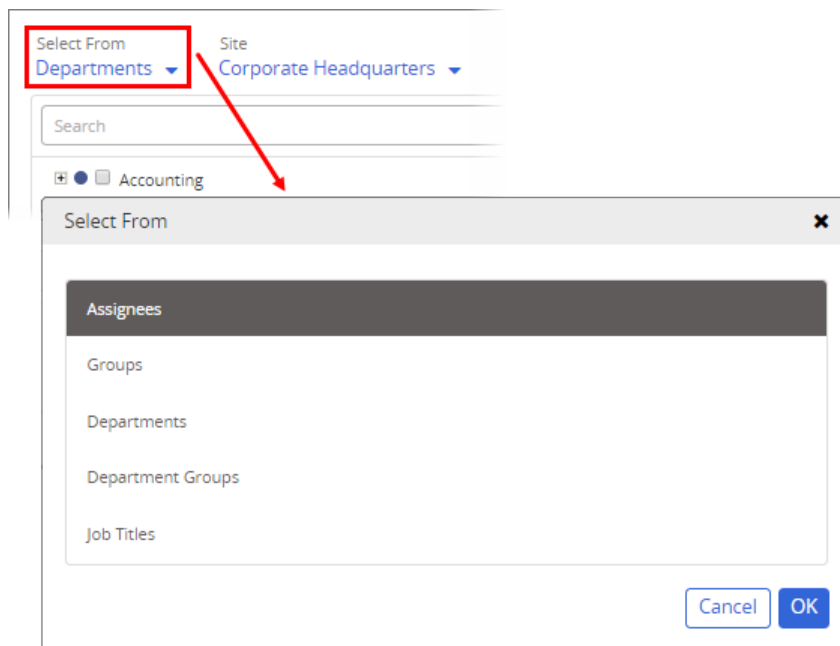 Select From Site
Departments Corporate Headquarters
Search
Accounting
Select From
Assignees
Groups
Departments
Department Groups
Job Titles
Cancel OK